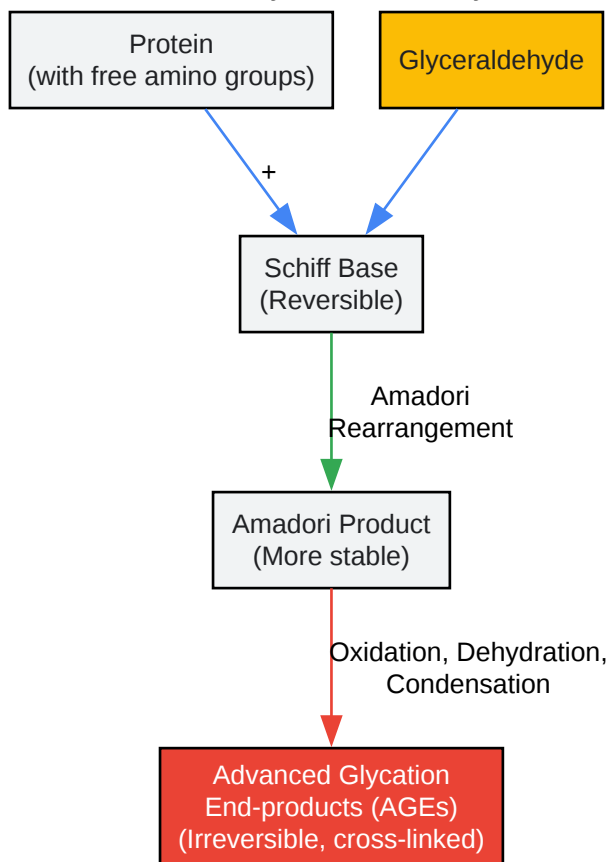 Protein
(with free amino groups)
Glyceraldehyde
+
Schiff Base
(Reversible)
Amadori
Rearrangement
Amadori Product
(More stable)
Oxidation, Dehydration,
Condensation
Advanced Glycation
End-products (AGEs)
(Irreversible, cross-linked)